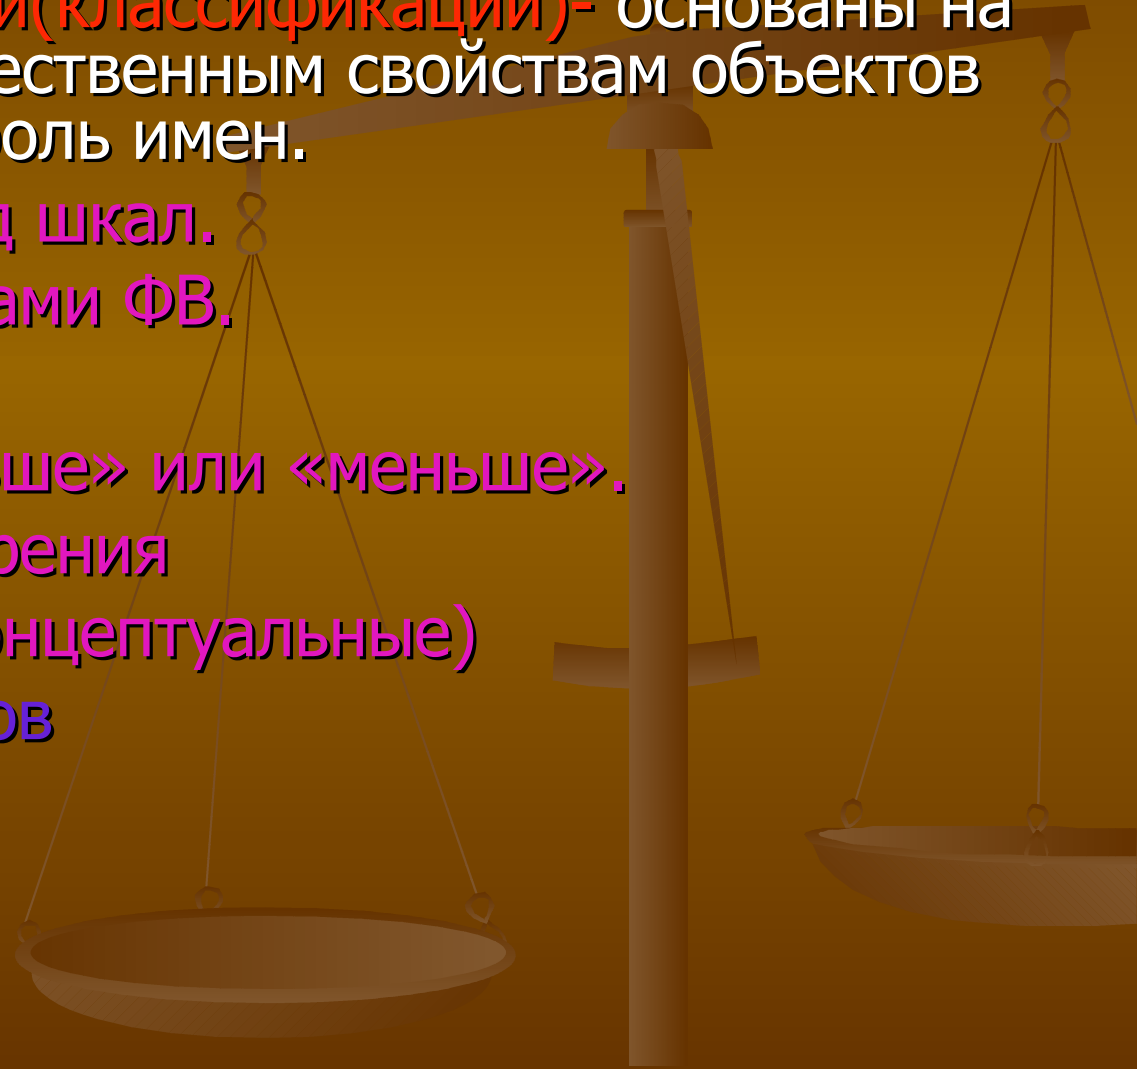 и(классификации)- основаны на
ественным свойствам объектов
оль имен.
д шкал.
ами ФВ.
ше» или «меньше».
рения
онцептуальные)
ов